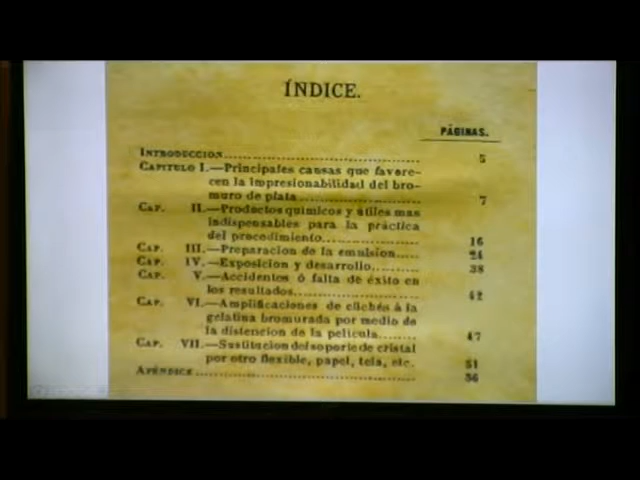 ÍNDICE.
PÁGINAS.
INTRODUCCION........................................ 5
CAPITULO I.—Principales causas que favore-
cen la impresionabilidad del bro-
muro de plata........................ 7
CAP. II.—Productos químicos y útiles mas
indispensables para la práctica
del procedimiento................... 16
CAP. III.—Preparacion de la emulsion..... 24
CAP. IV.—Exposicion y desarrollo......... 38
CAP. V.—Accidentes ó falta de éxito en
los resultados........................ 42
CAP. VI.—Amplificaciones de clichés á la
gelatina bromurada por medio de
la distencion de la película........ 47
CAP. VII.—Sustitucion del soporte de cristal
por otro flexible, papel, tela, etc. 51
APÉNDICE............................................. 56